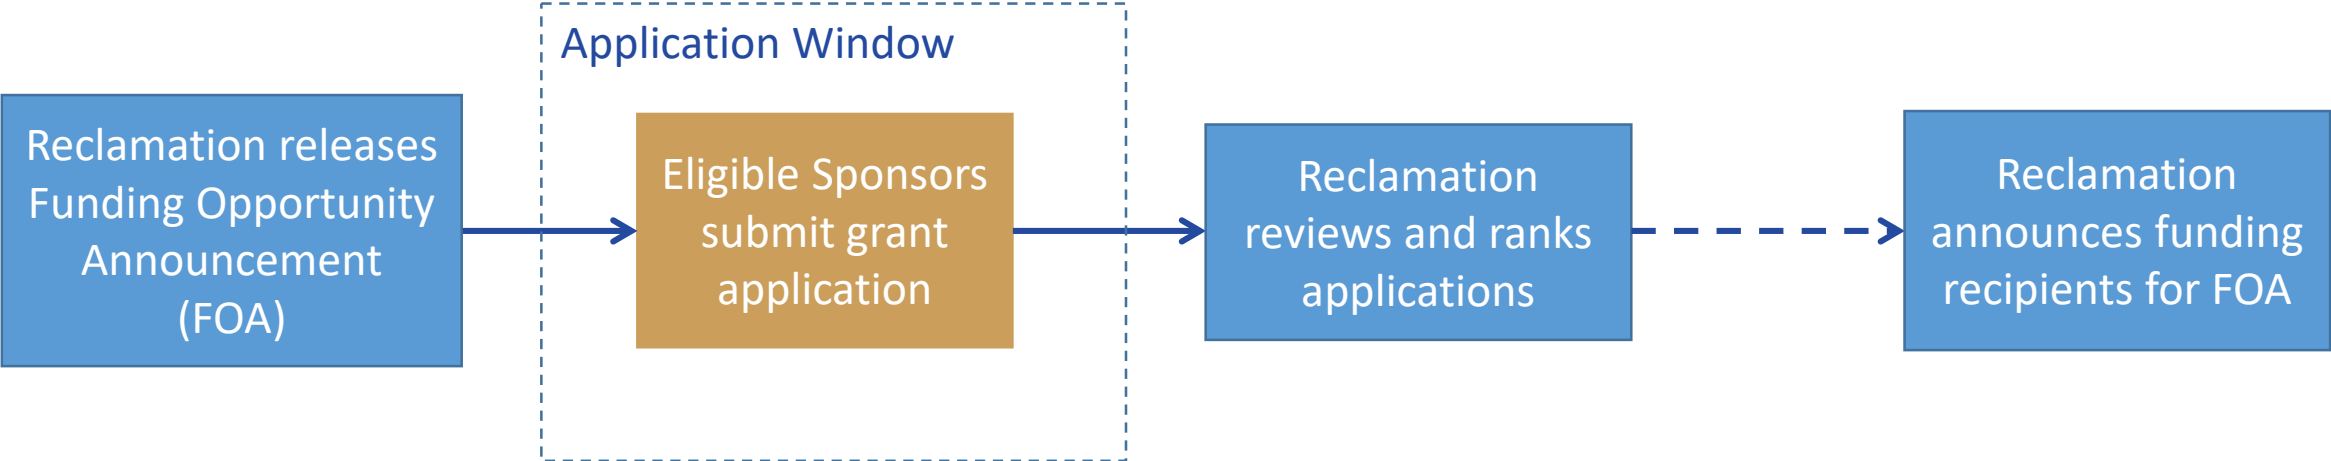 Application Window
Reclamation releases
Funding Opportunity
Announcement
(FOA)
Eligible Sponsors
submit grant
application
Reclamation
reviews and ranks
applications
Reclamation
announces funding
recipients for FOA